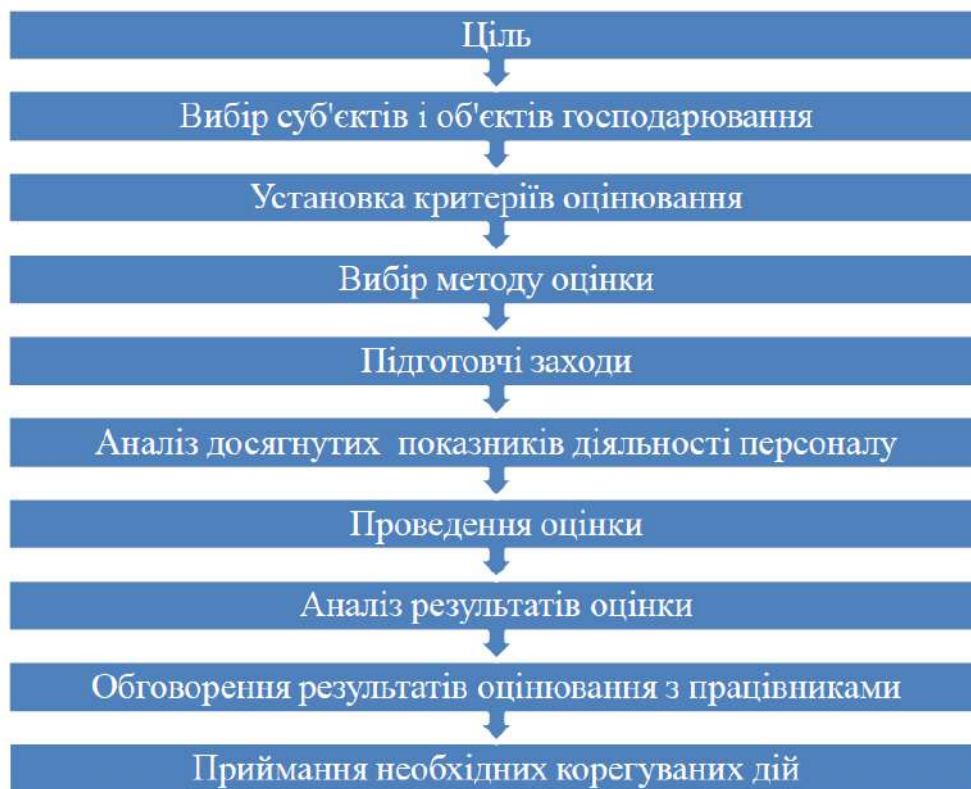 Ціль
Вибір суб'єктів і об'єктів господарювання
Установка критеріїв оцінювання
Вибір методу оцінки
Підготовчі заходи
Аналіз досягнутих показників діяльності персоналу
Проведення оцінки
Аналіз результатів оцінки
Обговорення результатів оцінювання з працівниками
Приймання необхідних корегуваних дій